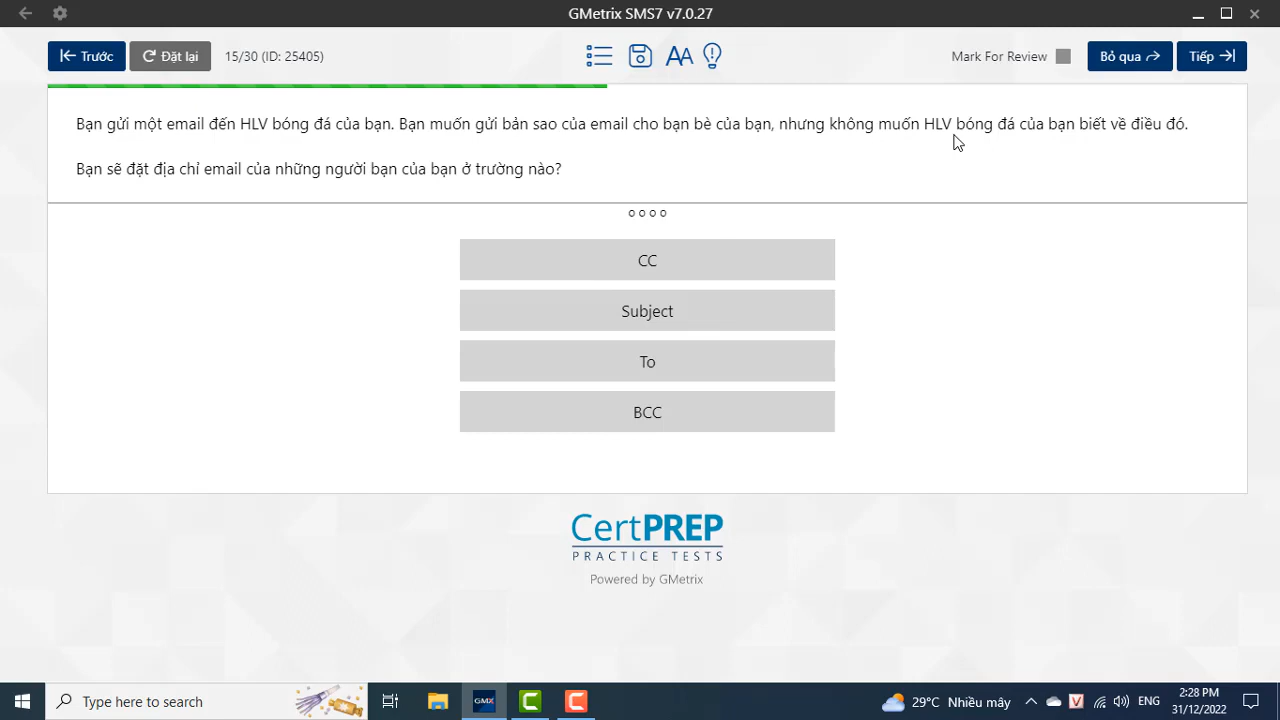 GMetrix SMS7 v7.0.27
Trước
Đặt lại
15/30 (ID: 25405)
AA
Mark For Review
Bỏ qua
Tiếp
Bạn gửi một email đến HLV bóng đá của bạn. Bạn muốn gửi bản sao của email cho bạn bè của bạn, nhưng không muốn HLV bóng đá của bạn biết về điều đó.
Bạn sẽ đặt địa chỉ email của những người bạn của bạn ở trường nào?
CC
Subject
To
BCC
CertPREP
PRACTICE TESTS
Powered by GMetrix
Type here to search
GMX
C
C
29°C Nhiều mây
V
ENG
2:28 PM
31/12/2022